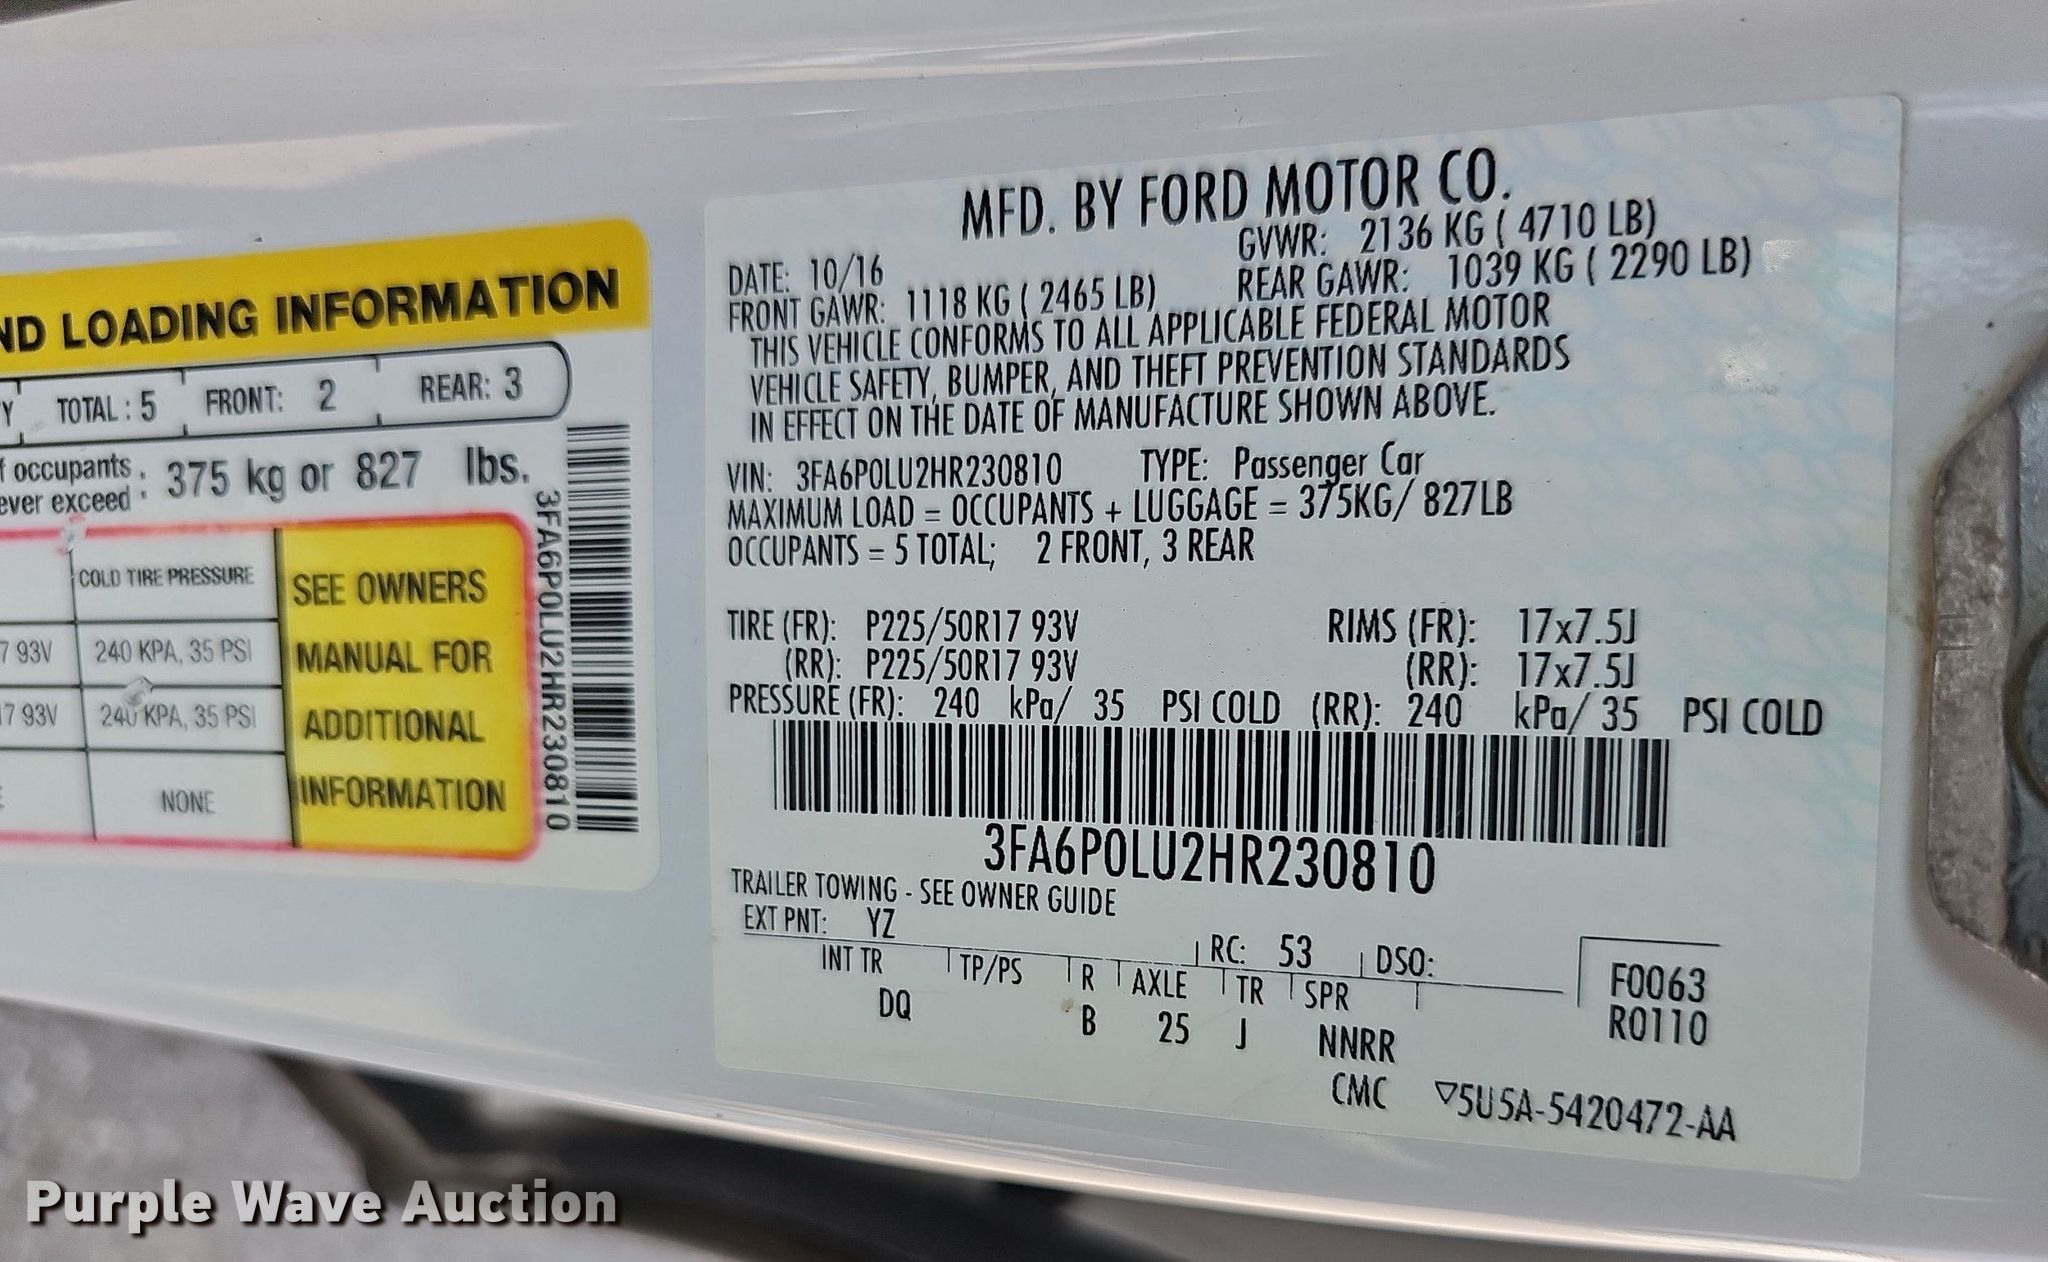 ND LOADING INFORMATION
Y TOTAL : 5 FRONT: 2 REAR: 3
f occupants
ever exceed : 375 kg or 827 lbs.
COLD TIRE PRESSURE
7 93V 240 KPA, 35 PSI
17 93V 240 KPA, 35 PSI
NONE
SEE OWNERS
MANUAL FOR
ADDITIONAL
INFORMATION
3FA6P0LU2HR230810
MFD. BY FORD MOTOR CO.
DATE: 10/16 GVWR: 2136 KG ( 4710 LB)
FRONT GAWR: 1118 KG ( 2465 LB) REAR GAWR: 1039 KG ( 2290 LB)
THIS VEHICLE CONFORMS TO ALL APPLICABLE FEDERAL MOTOR
VEHICLE SAFETY, BUMPER, AND THEFT PREVENTION STANDARDS
IN EFFECT ON THE DATE OF MANUFACTURE SHOWN ABOVE.
VIN: 3FA6P0LU2HR230810 TYPE: Passenger Car
MAXIMUM LOAD = OCCUPANTS + LUGGAGE = 375KG/ 827LB
OCCUPANTS = 5 TOTAL; 2 FRONT, 3 REAR
TIRE (FR): P225/50R17 93V RIMS (FR): 17x7.5J
(RR): P225/50R17 93V (RR): 17x7.5J
PRESSURE (FR): 240 kPa/ 35 PSI COLD (RR): 240 kPa/ 35 PSI COLD
3FA6P0LU2HR230810
TRAILER TOWING - SEE OWNER GUIDE
EXT PNT: YZ RC: 53 DSO:
INT TR TP/PS R AXLE TR SPR F0063
DQ B 25 J NNRR R0110
CMC ▽5U5A-5420472-AA
Purple Wave Auction